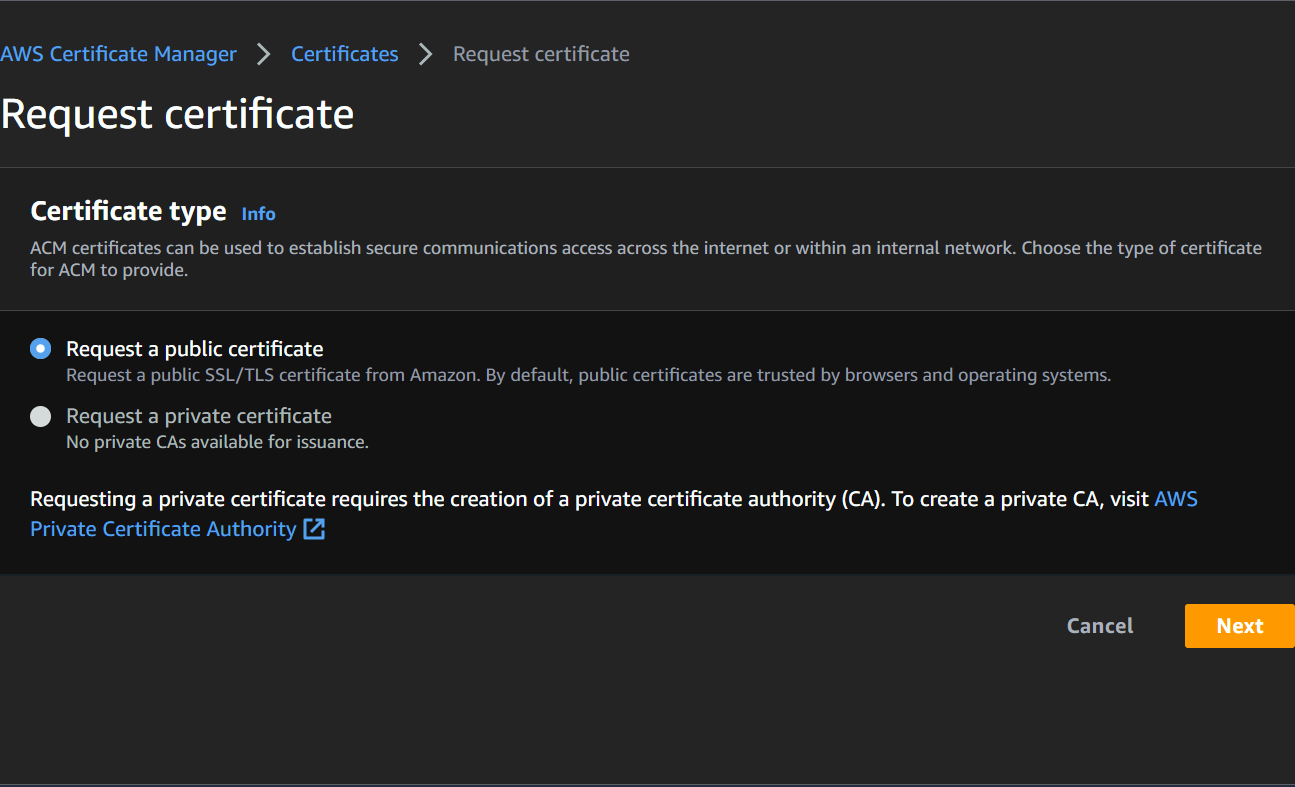 AWS Certificate Manager > Certificates > Request certificate
Request certificate
Certificate type Info
ACM certificates can be used to establish secure communications access across the internet or within an internal network. Choose the type of certificate
for ACM to provide.
Request a public certificate
Request a public SSL/TLS certificate from Amazon. By default, public certificates are trusted by browsers and operating systems.
Request a private certificate
No private CAs available for issuance.
Requesting a private certificate requires the creation of a private certificate authority (CA). To create a private CA, visit AWS
Private Certificate Authority
Cancel Next